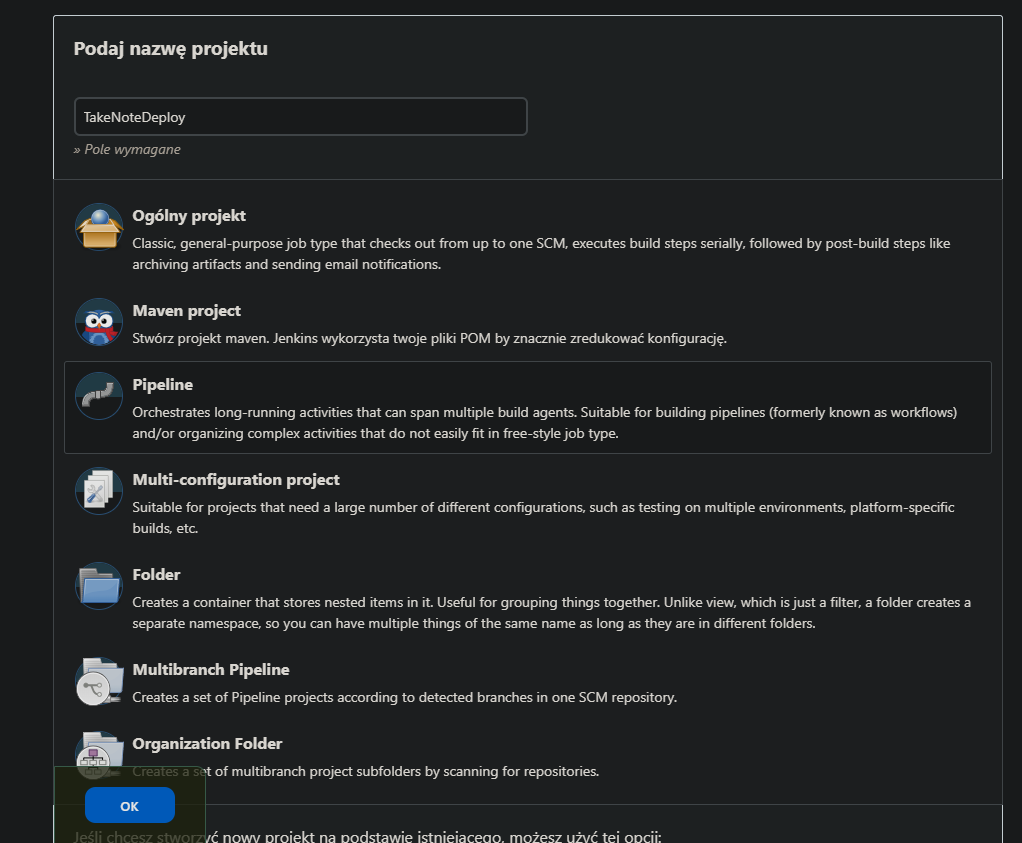 Podaj nazwę projektu
TakeNoteDeploy
» Pole wymagane
Ogólny projekt
Classic, general-purpose job type that checks out from up to one SCM, executes build steps serially, followed by post-build steps like
archiving artifacts and sending email notifications.
Maven project
Stwórz projekt maven. Jenkins wykorzysta twoje pliki POM by znacznie zredukować konfigurację.
Pipeline
Orchestrates long-running activities that can span multiple build agents. Suitable for building pipelines (formerly known as workflows)
and/or organizing complex activities that do not easily fit in free-style job type.
Multi-configuration project
Suitable for projects that need a large number of different configurations, such as testing on multiple environments, platform-specific
builds, etc.
Folder
Creates a container that stores nested items in it. Useful for grouping things together. Unlike view, which is just a filter, a folder creates a
separate namespace, so you can have multiple things of the same name as long as they are in different folders.
Multibranch Pipeline
Creates a set of Pipeline projects according to detected branches in one SCM repository.
Organization Folder
Creates a set of multibranch project subfolders by scanning for repositories.
OK
Jeśli chcesz stworzyć nowy projekt na podstawie istniejącego, możesz użyć tej opcji: